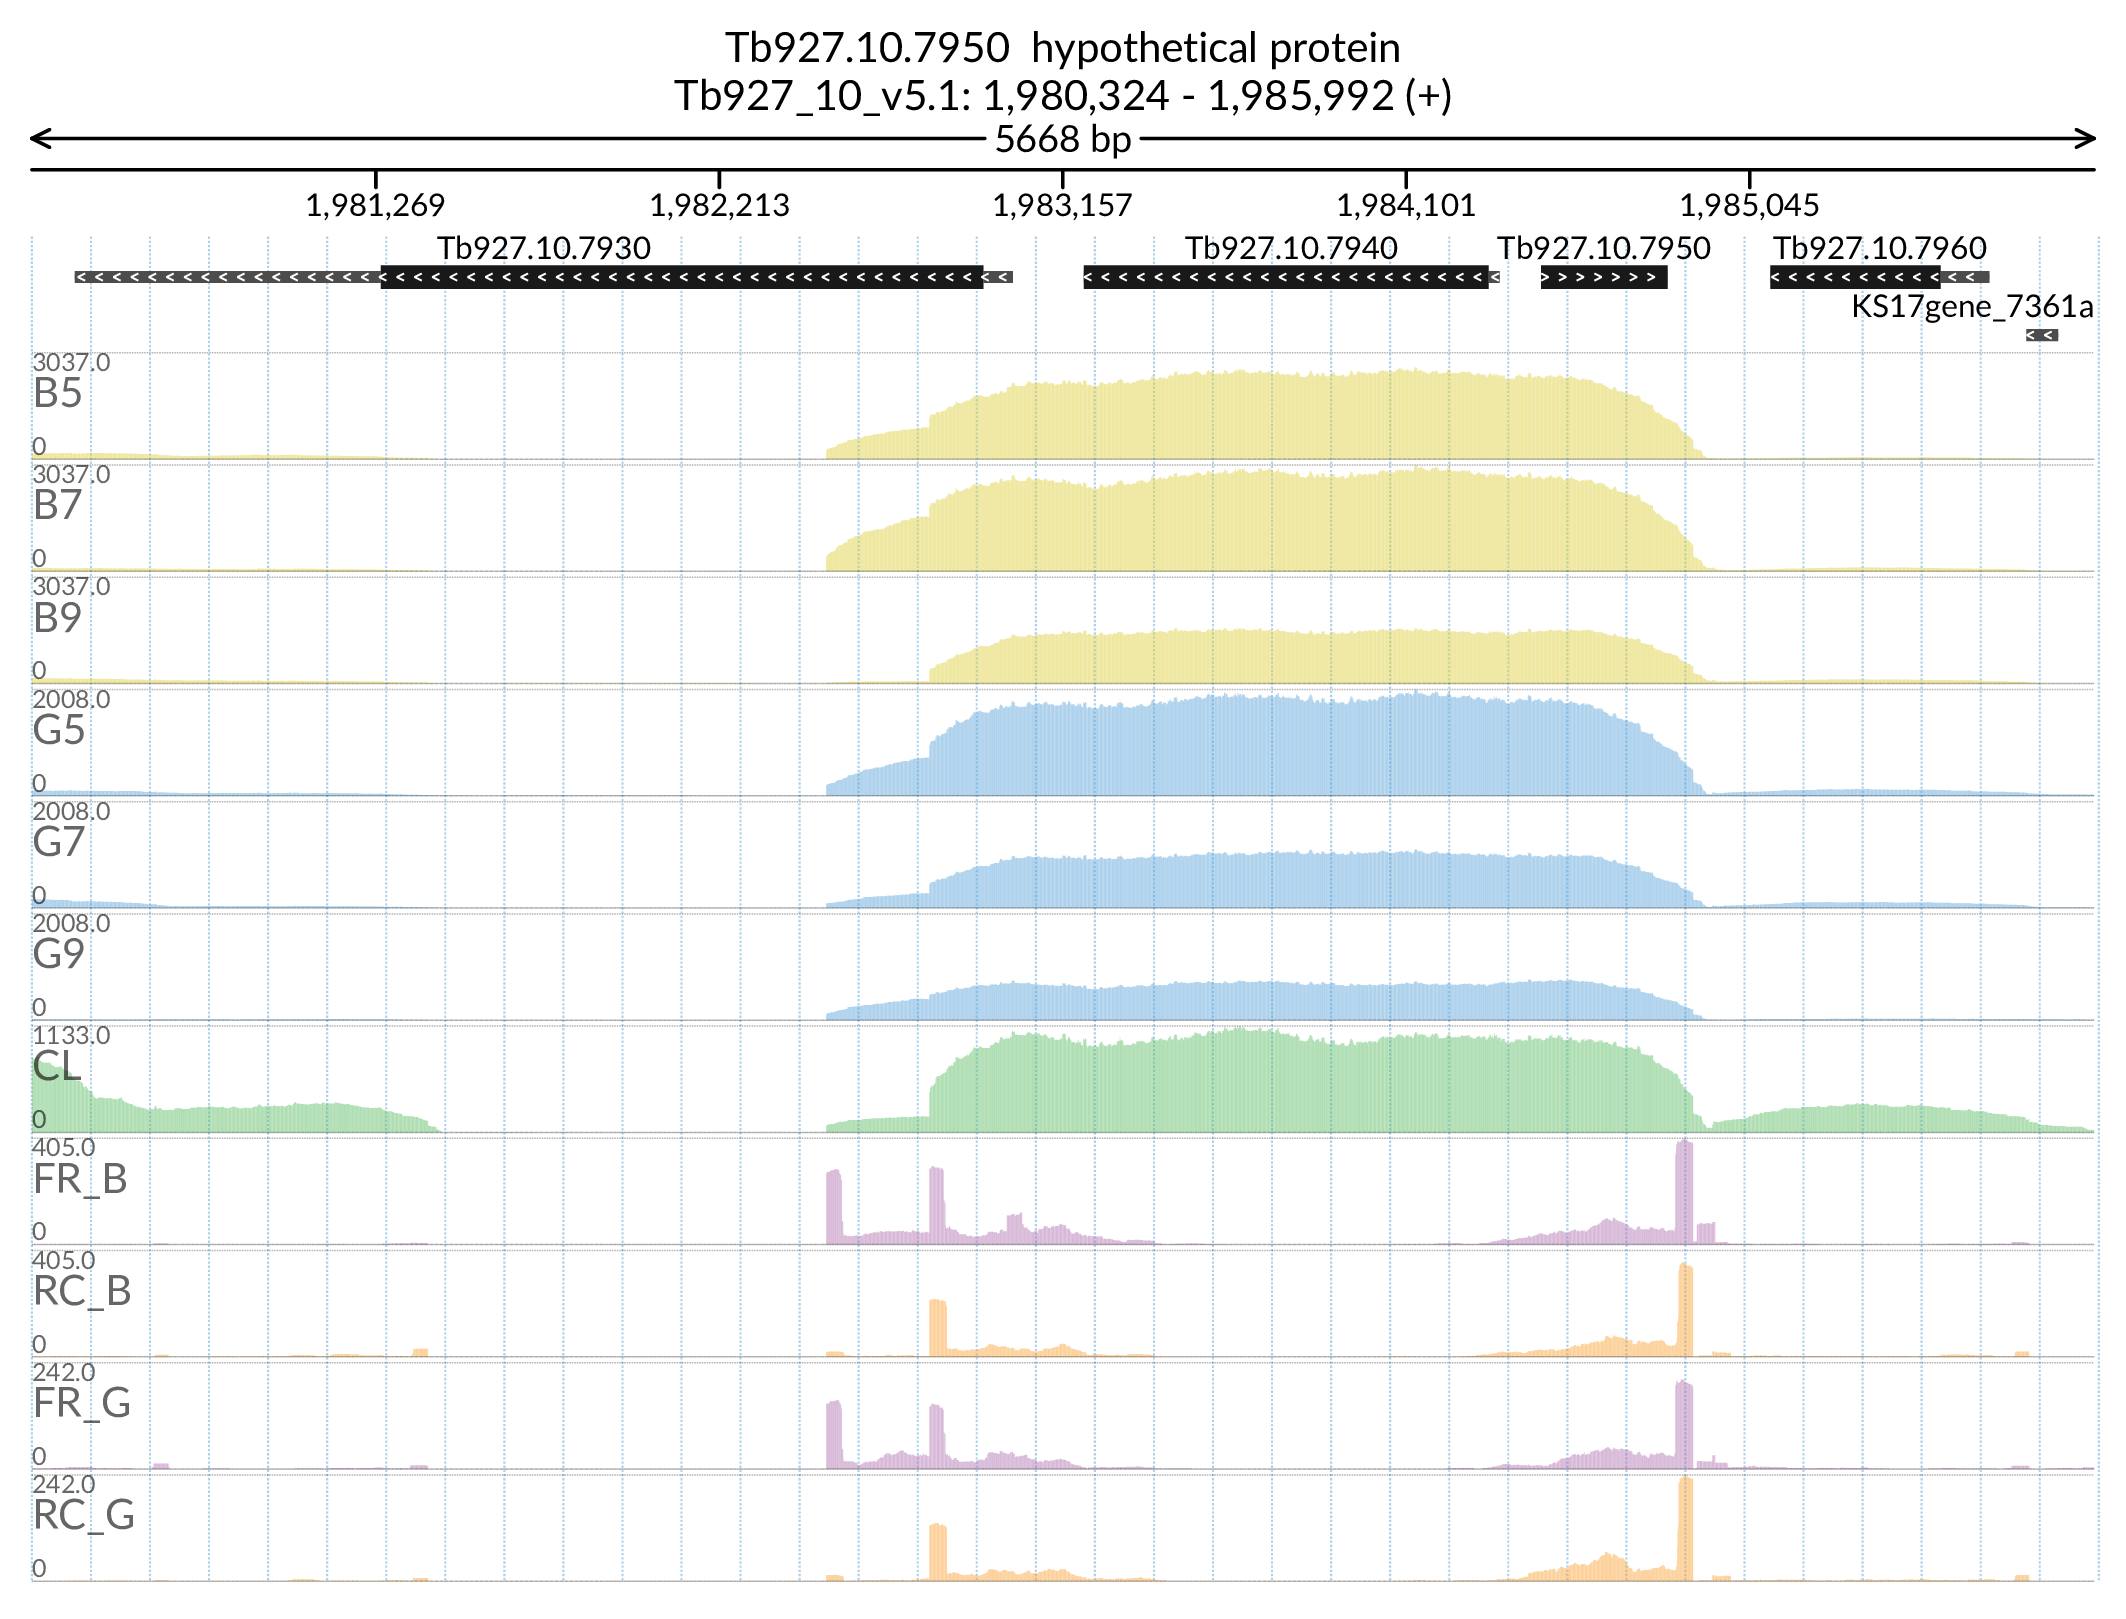 Tb927.10.7950 hypothetical protein
Tb927_10_v5.1: 1,980,324 - 1,985,992 (+)
5668 bp
1,981,269 1,982,213 1,983,157 1,984,101 1,985,045
Tb927.10.7930 Tb927.10.7940 Tb927.10.7950 Tb927.10.7960
KS17gene_7361a
3037.0
B5
0
3037.0
B7
0
3037.0
B9
0
2008.0
G5
0
2008.0
G7
0
2008.0
G9
0
1133.0
CL
0
405.0
FR_B
0
405.0
RC_B
0
242.0
FR_G
0
242.0
RC_G
0